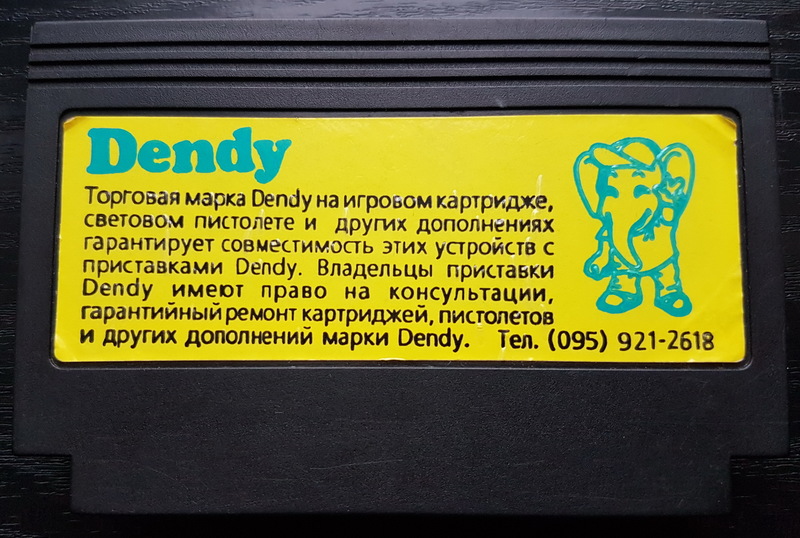 Dendy
Торговая марка Dendy на игровом картридже,
световом пистолете и других дополнениях
гарантирует совместимость этих устройств с
приставками Dendy. Владельцы приставки
Dendy имеют право на консультации,
гарантийный ремонт картриджей, пистолетов
и других дополнений марки Dendy. Тел. (095) 921-2618